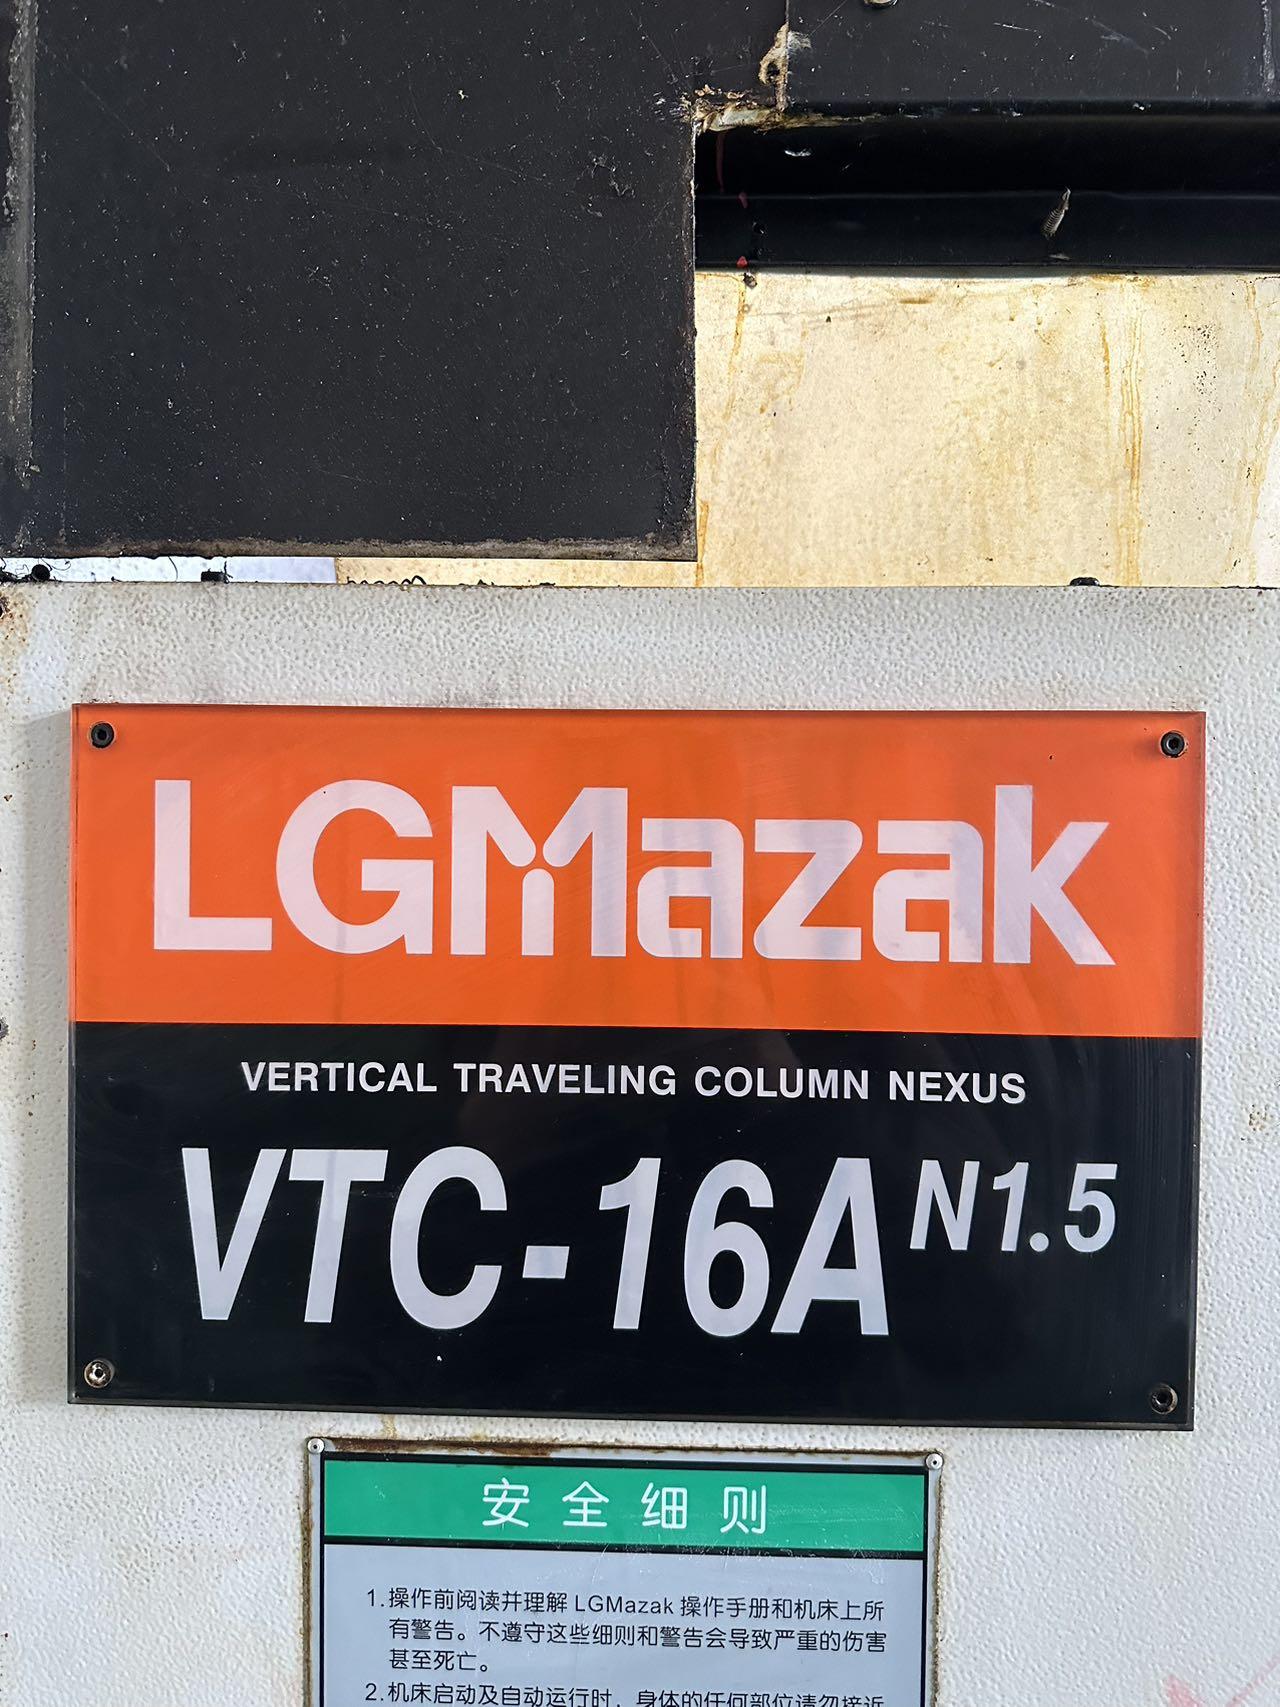 LGMazak
VERTICAL TRAVELING COLUMN NEXUS
VTC-16A N1.5
安全细则
1.操作前阅读并理解 LGMazak 操作手册和机床上所
有警告。不遵守这些细则和警告会导致严重的伤害
甚至死亡。
2.机床启动及自动运行时，身体的任何部位请勿接近